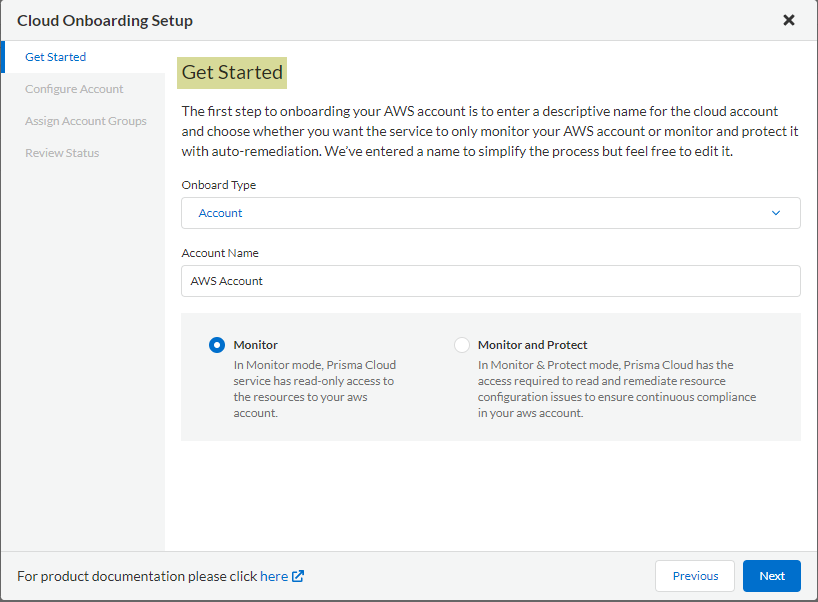 Cloud Onboarding Setup
Get Started
Configure Account
Assign Account Groups
Review Status
Get Started
The first step to onboarding your AWS account is to enter a descriptive name for the cloud account
and choose whether you want the service to only monitor your AWS account or monitor and protect it
with auto-remediation. We've entered a name to simplify the process but feel free to edit it.
Onboard Type
Account
Account Name
AWS Account
Monitor
In Monitor mode, Prisma Cloud
service has read-only access to
the resources to your aws
account.
Monitor and Protect
In Monitor & Protect mode, Prisma Cloud has the
access required to read and remediate resource
configuration issues to ensure continuous compliance
in your aws account.
For product documentation please click here
Previous
Next